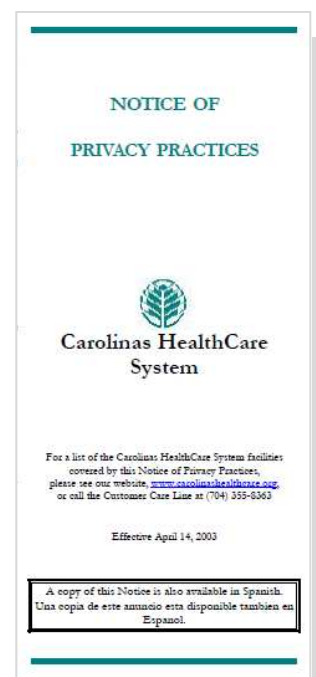 NOTICE OF
PRIVACY PRACTICES
Carolinas HealthCare
System
For a list of the Carolinas HealthCare System facilities
covered by this Notice of Privacy Practices,
please see our website, www.carolinashealthcare.org,
or call the Customer Care Line at (704) 355-8363
Effective April 14, 2003
A copy of this Notice is also available in Spanish.
Una copia de este anuncio esta disponible tambien en
Espanol.